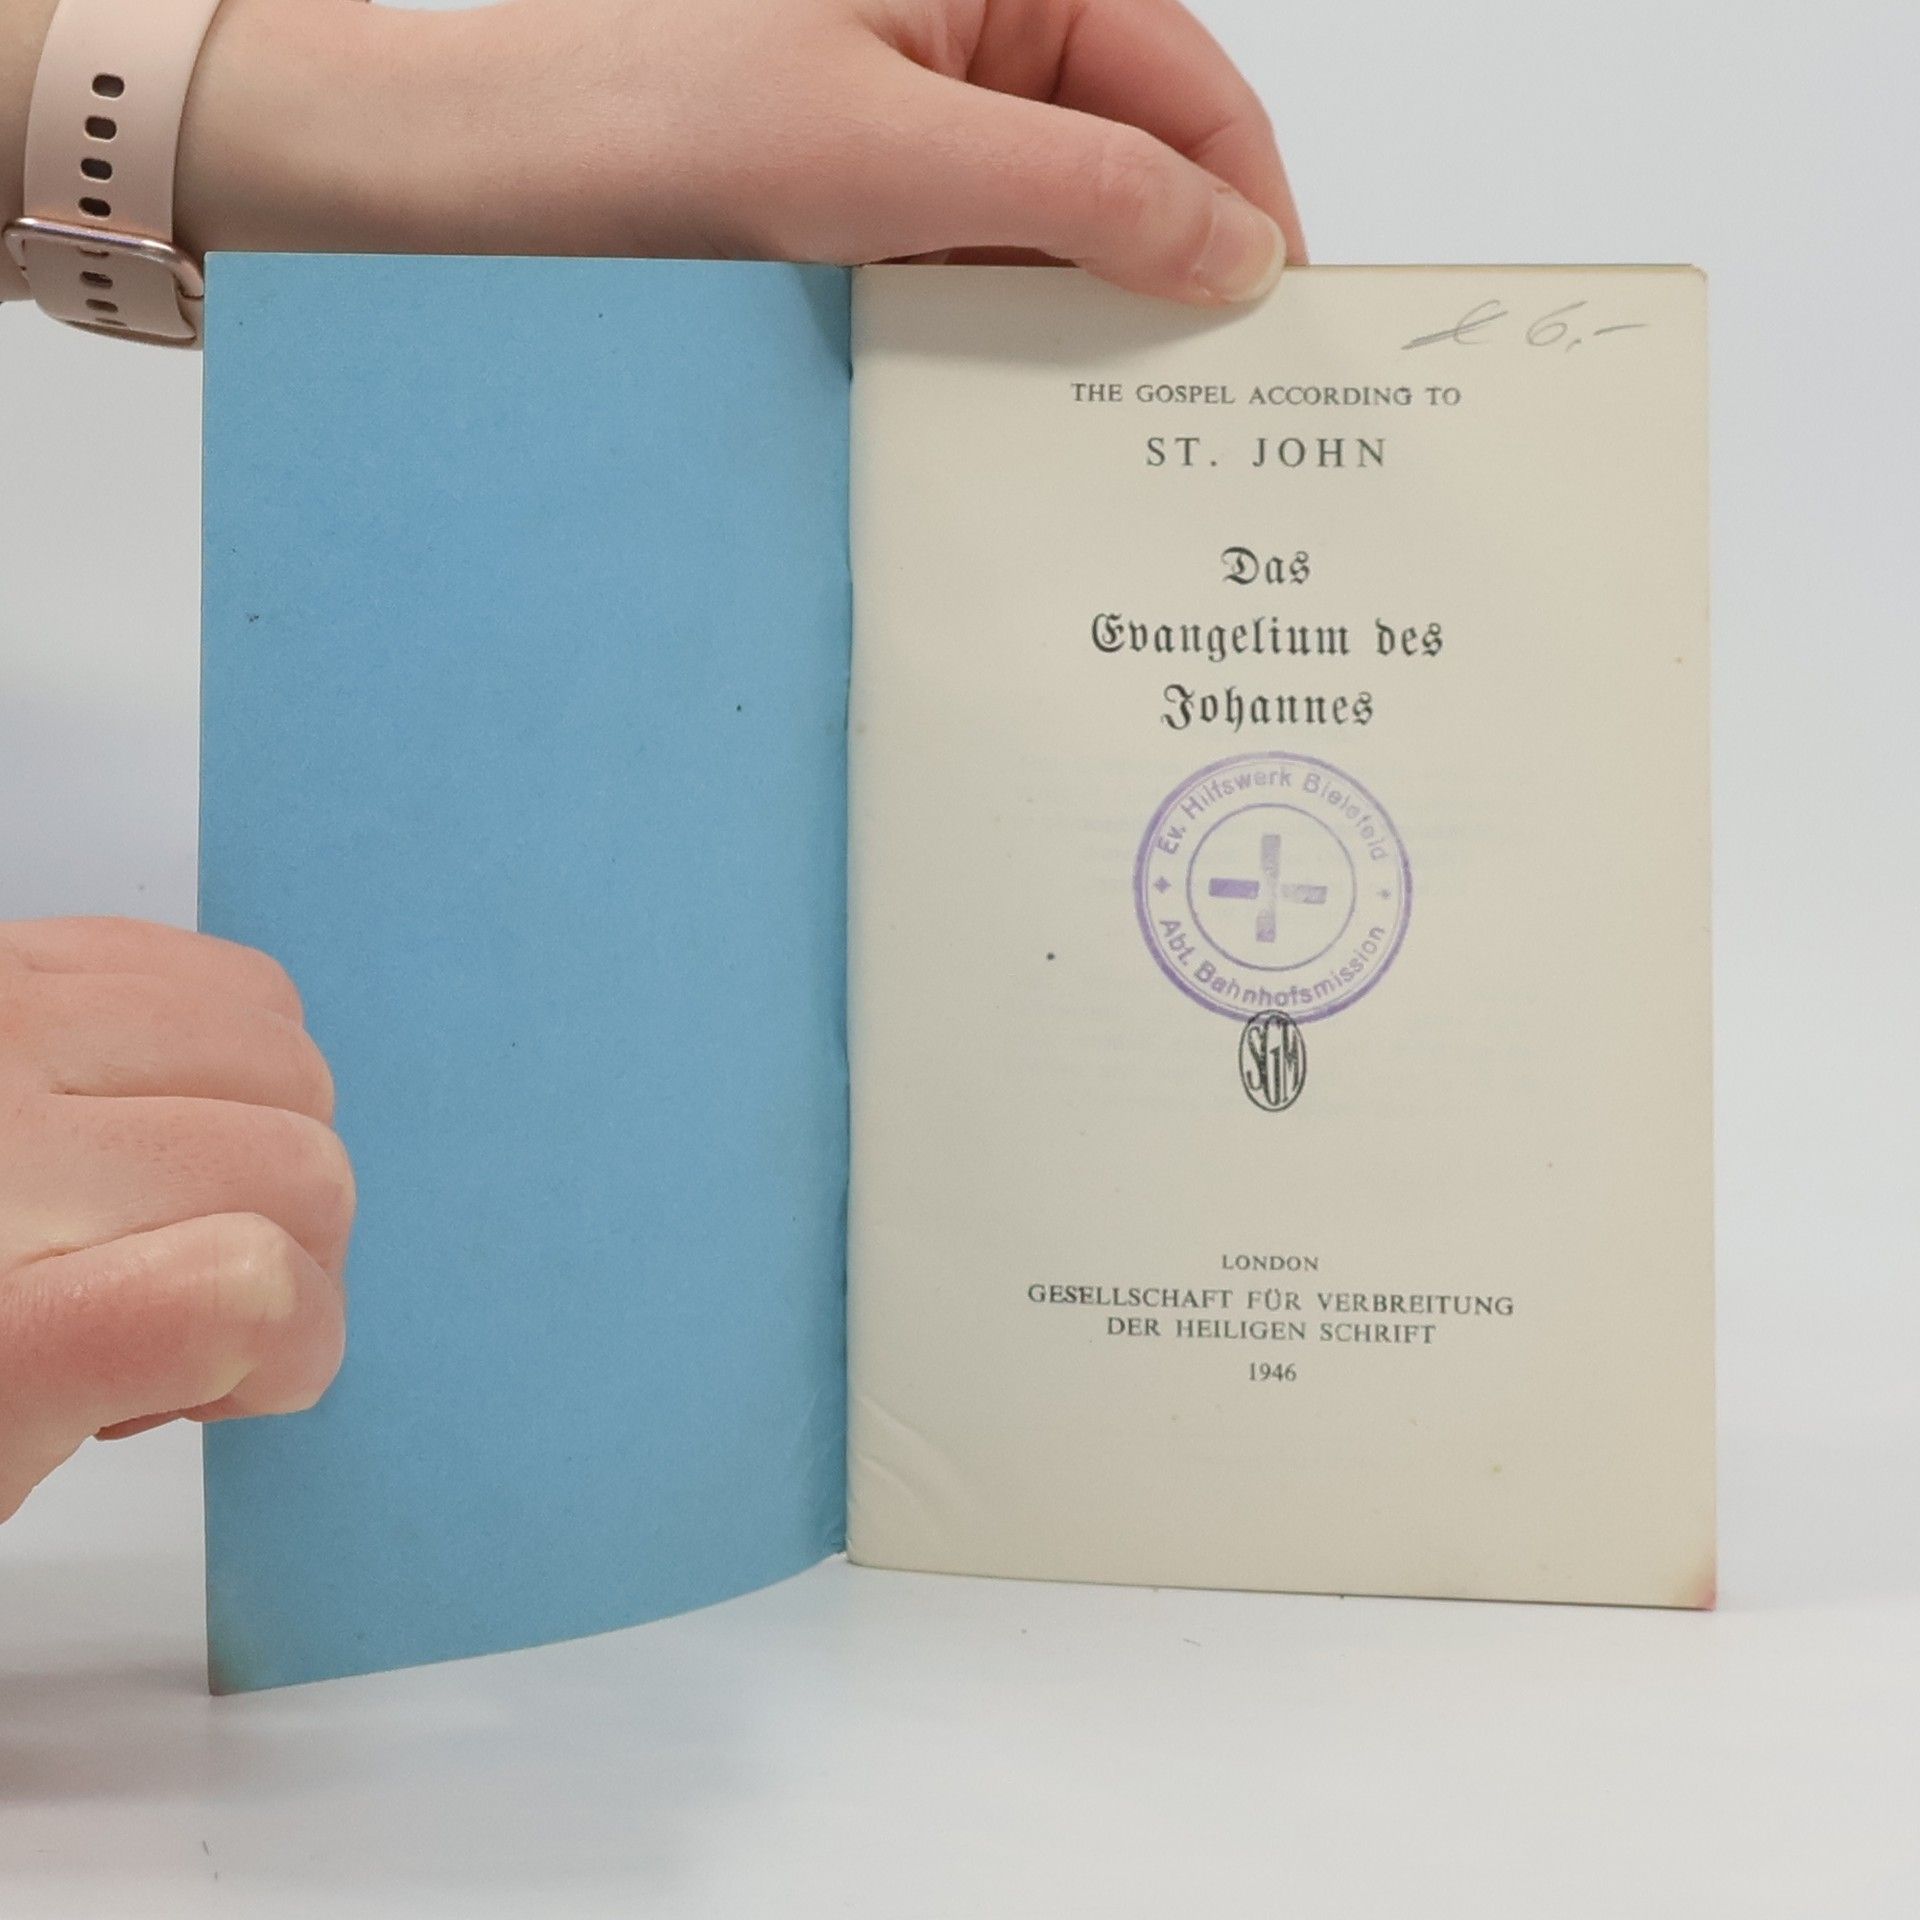 € 6,-
THE GOSPEL ACCORDING TO
ST. JOHN
Das
Evangelium des
Johannes
Ev. Hilfswerk Bielefeld
Abt. Bahnhofsmission
SGM
LONDON
GESELLSCHAFT FÜR VERBREITUNG
DER HEILIGEN SCHRIFT
1946